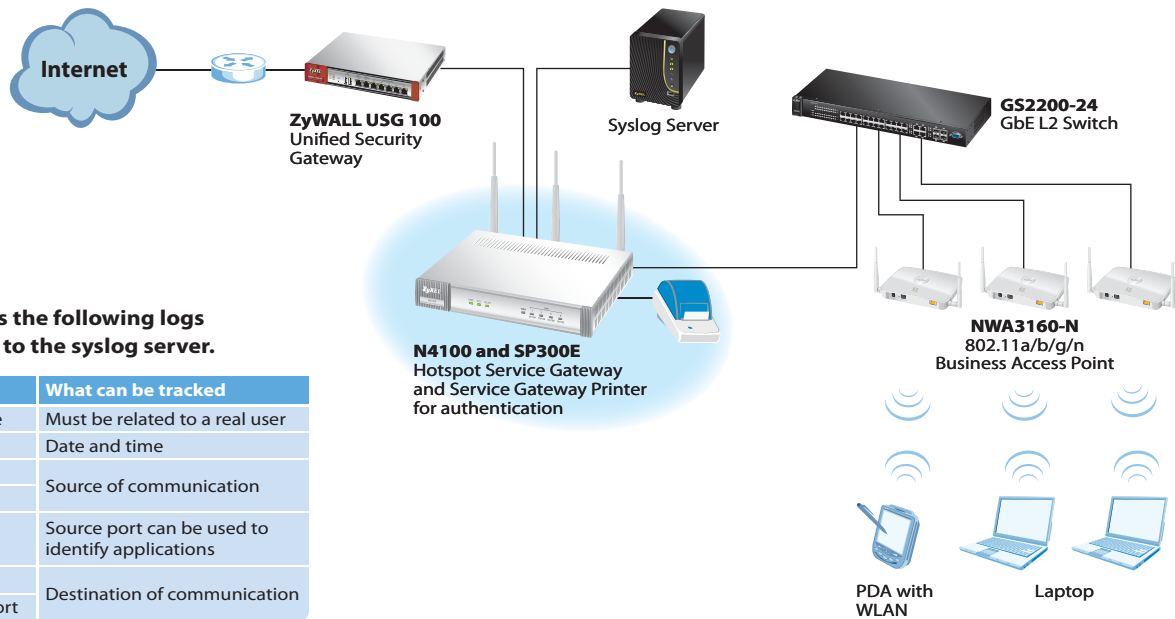 Internet
ZyWALL USG 100
Unified Security
Gateway
Syslog Server
GS2200-24
GbE L2 Switch
ZyXEL
N4100 and SP300E
Hotspot Service Gateway
and Service Gateway Printer
for authentication
NWA3160-N
802.11a/b/g/n
Business Access Point
PDA with
WLAN
Laptop
s the following logs
to the syslog server.
What can be tracked
e
Must be related to a real user
Date and time
Source of communication
Source port can be used to
identify applications
Destination of communication
ort